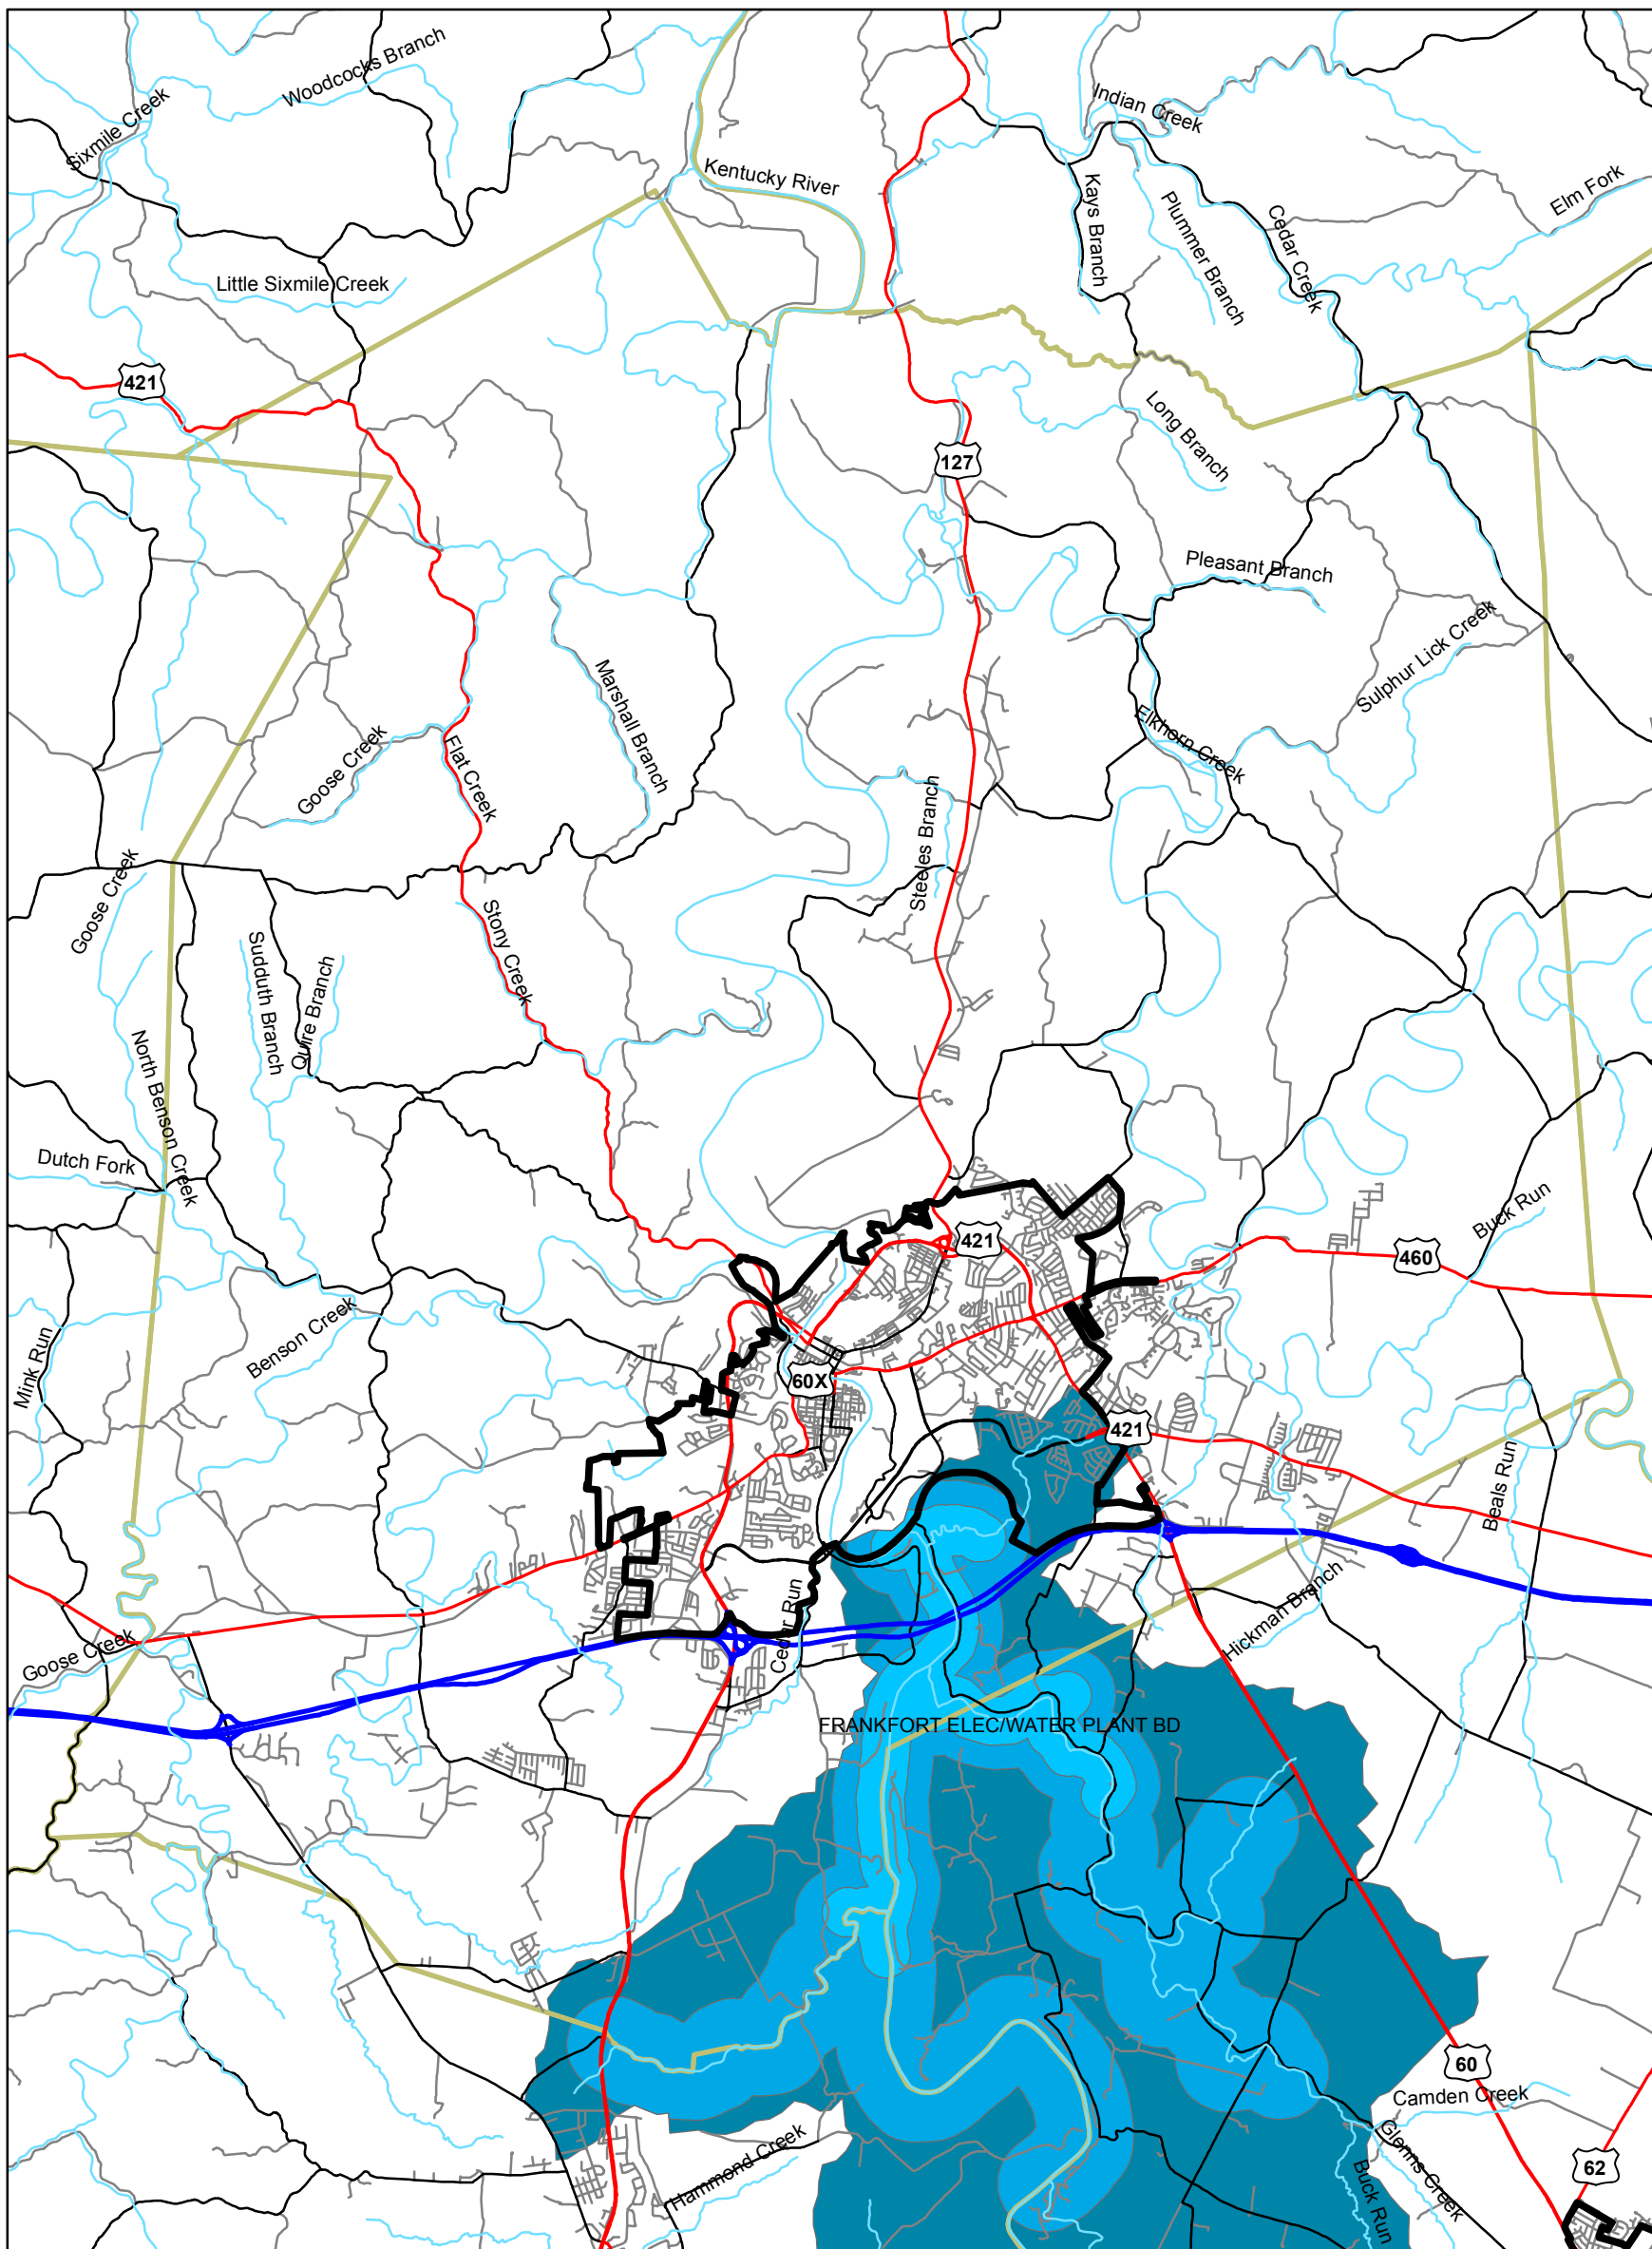 Woodcocks Branch
Sixmile Creek
Indian Creek
Kentucky River
Kays Branch
Plummer Branch
Cedar Creek
Elm Fork
Little Sixmile Creek
421
127
Long Branch
Pleasant Branch
Sulphur Lick Creek
Marshall Branch
Goose Creek
Flat Creek
Elkhorn Creek
Steeles Branch
Goose Creek
Stony Creek
Sudduth Branch
Quire Branch
North Benson Creek
Dutch Fork
Buck Run
421
460
Benson Creek
Mink Run
60X
421
Beals Run
Cedar Run
Hickman Branch
Goose Creek
FRANKFORT ELEC/WATER PLANT BD
60
Camden Creek
Hammond Creek
Glenns Creek
Buck Run
62